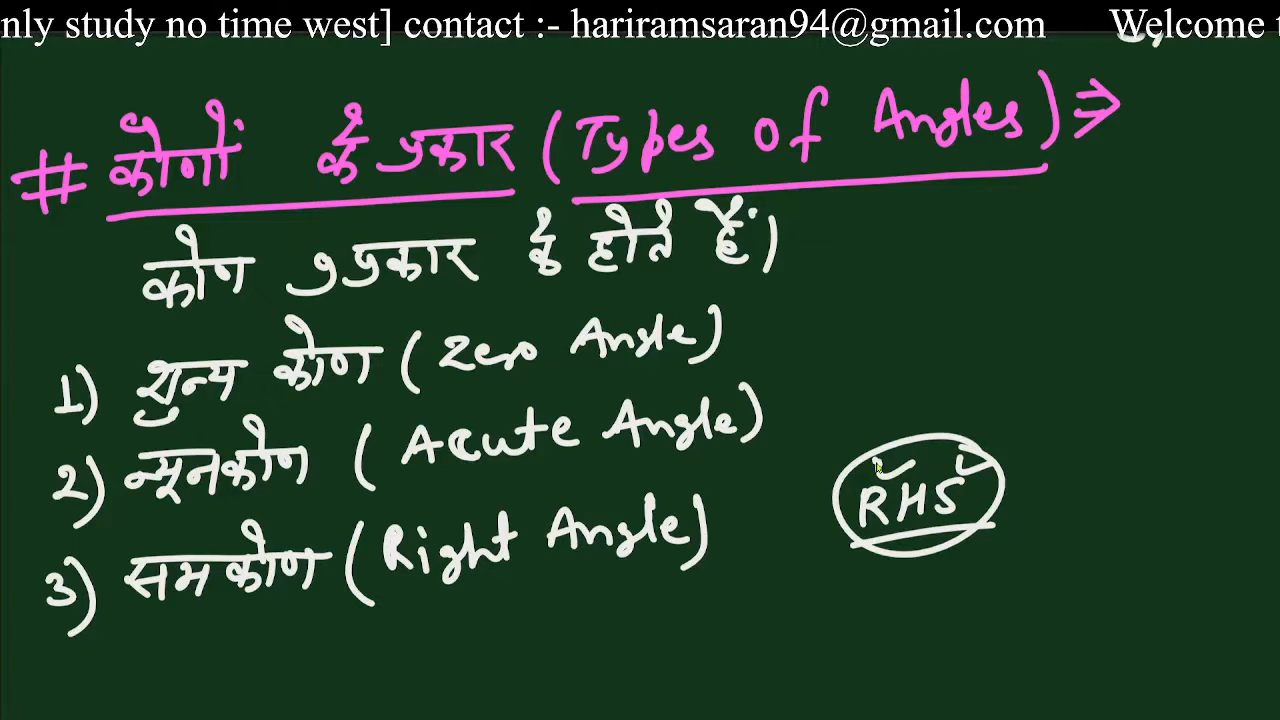 nly study no time west] contact :- hariramsaran94@gmail.com Welcome
# कोणों के प्रकार (Types of Angles) ⇒
कोण 7 प्रकार के होते हैं।
1) शुन्य कोण (Zero Angle)
2) न्यूनकोण (Acute Angle)
3) समकोण (Right Angle)
RHS